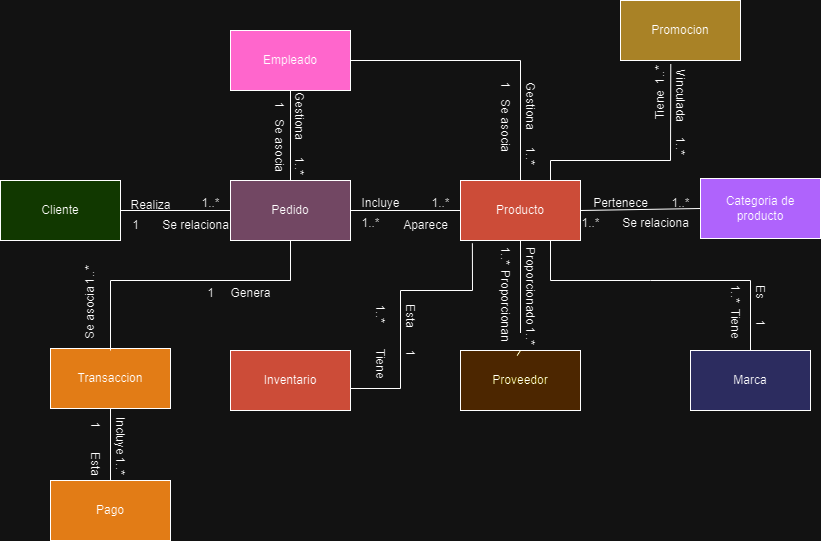 Promocion
Vinculada 1..*
Tiene 1..*
Empleado
Gestiona 1..*
1 Se asocia
Gestiona 1..*
1 Se asocia
Cliente
Realiza 1..*
1 Se relaciona
Pedido
Incluye 1..*
1..* Aparece
Producto
Pertenece 1..*
1..* Se relaciona
Categoria de
producto
1 Genera
Se asocia 1..*
Esta 1
1..* Tiene
Proporcionado 1..*
1..* Proporcionan
Es 1
1..* Tiene
Transaccion
Inventario
Proveedor
Marca
Incluye 1..*
1 Esta
Pago